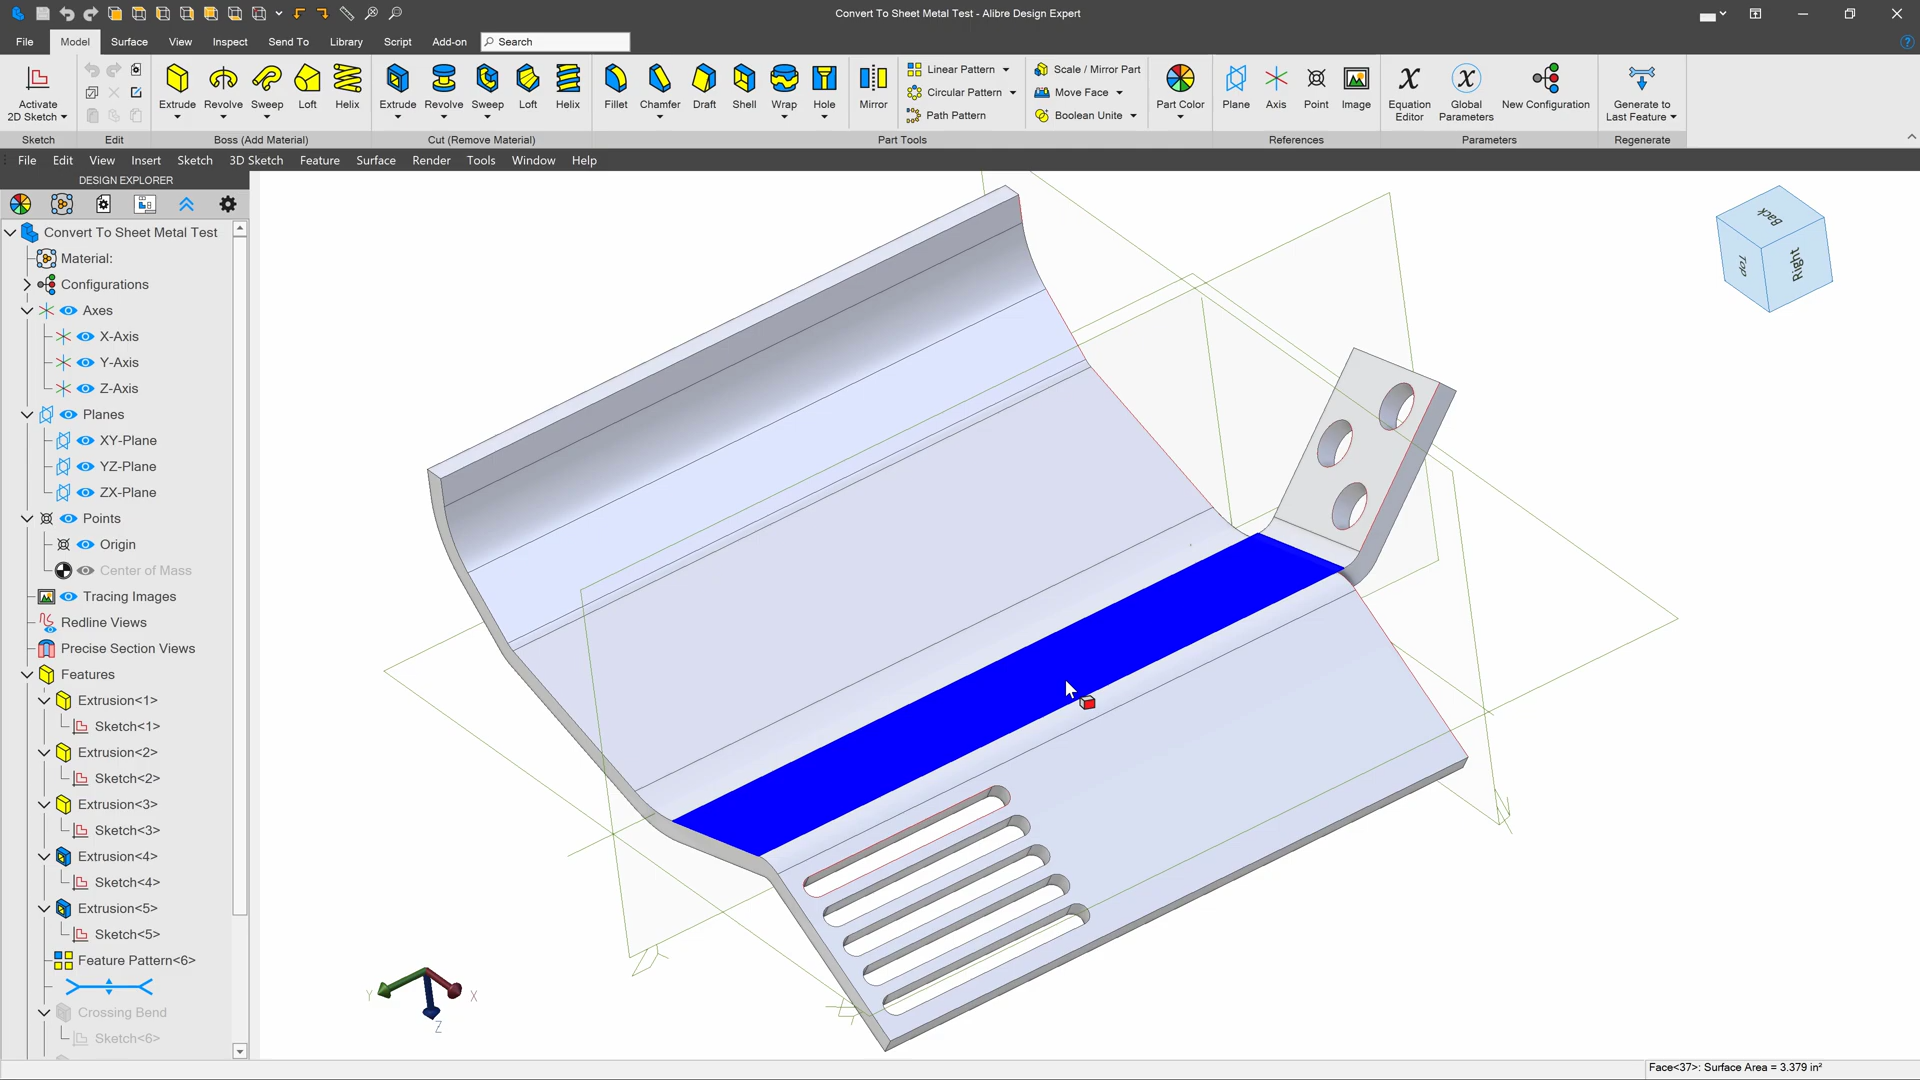 Convert To Sheet Metal Test - Alibre Design Expert
File Model Surface View Inspect Send To Library Script Add-on Search
Activate 2D Sketch
Extrude Revolve Sweep Loft Helix
Extrude Revolve Sweep Loft Helix
Fillet Chamfer Draft Shell Wrap Hole Mirror
Linear Pattern
Circular Pattern
Path Pattern
Scale / Mirror Part
Move Face
Boolean Unite
Part Color
Plane Axis Point Image
Equation Editor
Global Parameters
New Configuration
Generate to Last Feature
Sketch Edit Boss (Add Material) Cut (Remove Material) Part Tools References Parameters Regenerate
File Edit View Insert Sketch 3D Sketch Feature Surface Render Tools Window Help
DESIGN EXPLORER
Convert To Sheet Metal Test
Material:
Configurations
Axes
X-Axis
Y-Axis
Z-Axis
Planes
XY-Plane
YZ-Plane
ZX-Plane
Points
Origin
Center of Mass
Tracing Images
Redline Views
Precise Section Views
Features
Extrusion<1>
Sketch<1>
Extrusion<2>
Sketch<2>
Extrusion<3>
Sketch<3>
Extrusion<4>
Sketch<4>
Extrusion<5>
Sketch<5>
Feature Pattern<6>
Crossing Bend
Sketch<6>
Back
Top
Right
Y
X
Z
Face<37>: Surface Area = 3.379 in²